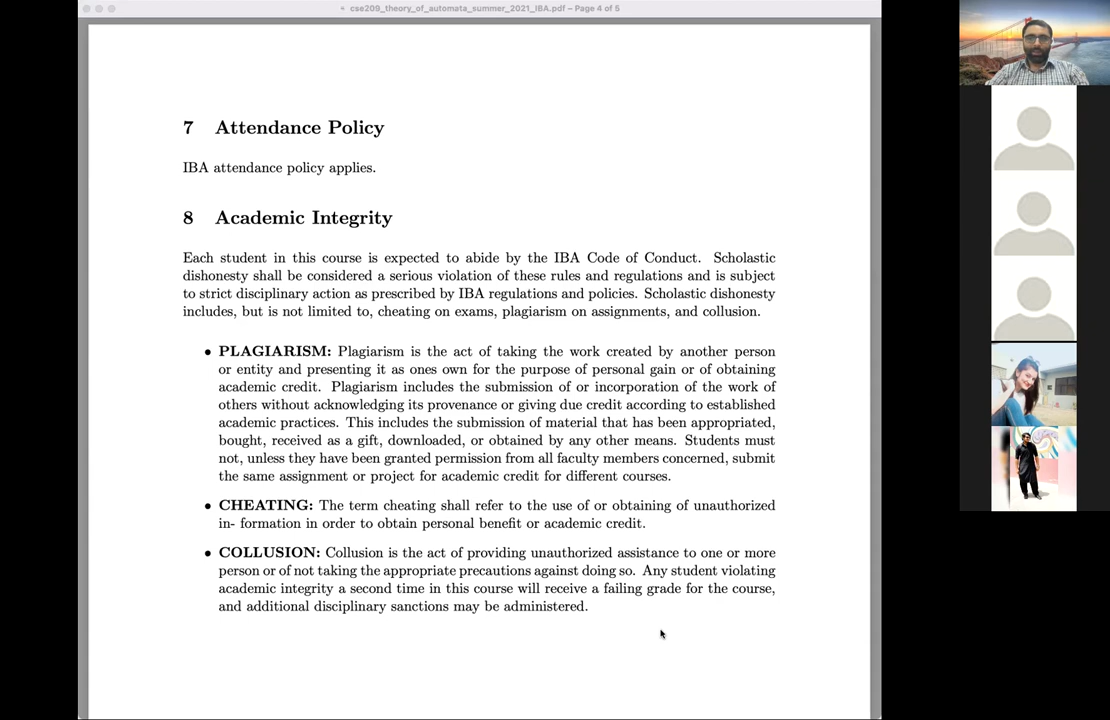 cse209_theory_of_automata_summer_2021_IBA.pdf – Page 4 of 5
7 Attendance Policy
IBA attendance policy applies.
8 Academic Integrity
Each student in this course is expected to abide by the IBA Code of Conduct. Scholastic
dishonesty shall be considered a serious violation of these rules and regulations and is subject
to strict disciplinary action as prescribed by IBA regulations and policies. Scholastic dishonesty
includes, but is not limited to, cheating on exams, plagiarism on assignments, and collusion.
• PLAGIARISM: Plagiarism is the act of taking the work created by another person
or entity and presenting it as ones own for the purpose of personal gain or of obtaining
academic credit. Plagiarism includes the submission of or incorporation of the work of
others without acknowledging its provenance or giving due credit according to established
academic practices. This includes the submission of material that has been appropriated,
bought, received as a gift, downloaded, or obtained by any other means. Students must
not, unless they have been granted permission from all faculty members concerned, submit
the same assignment or project for academic credit for different courses.
• CHEATING: The term cheating shall refer to the use of or obtaining of unauthorized
in- formation in order to obtain personal benefit or academic credit.
• COLLUSION: Collusion is the act of providing unauthorized assistance to one or more
person or of not taking the appropriate precautions against doing so. Any student violating
academic integrity a second time in this course will receive a failing grade for the course,
and additional disciplinary sanctions may be administered.